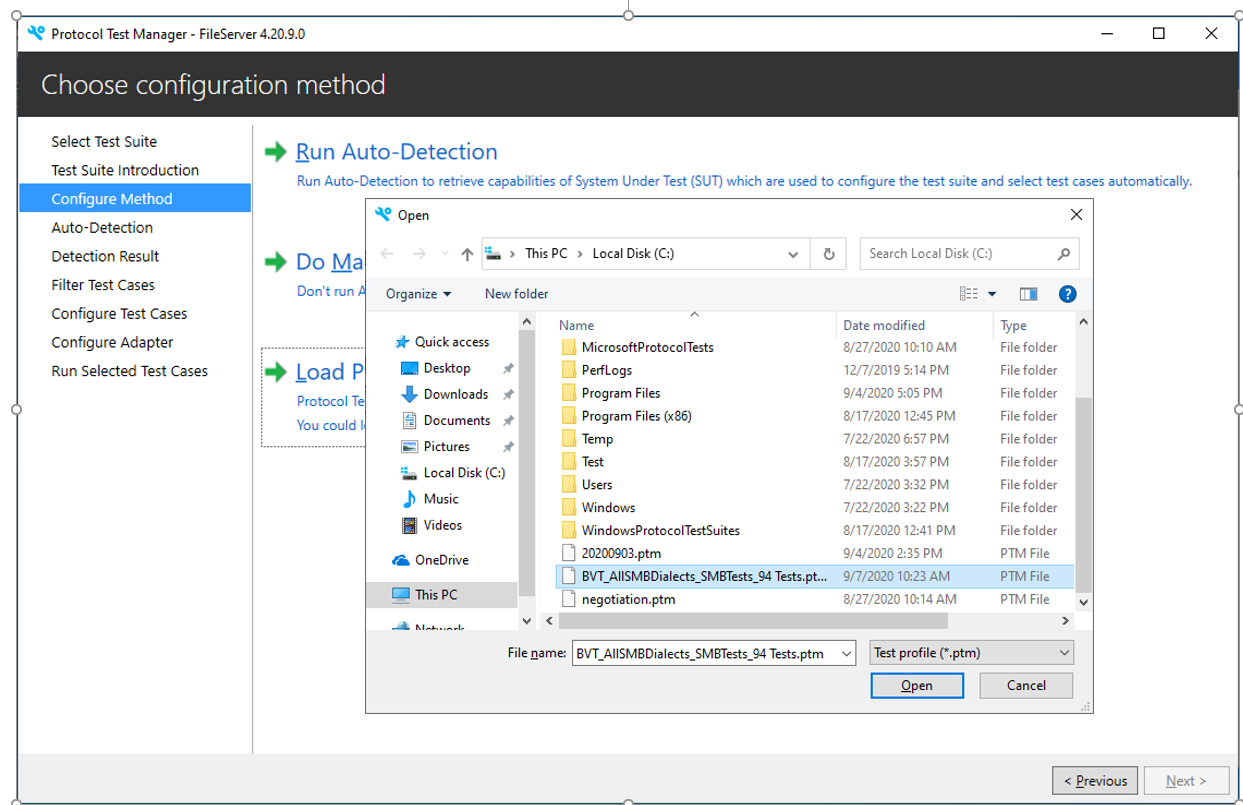 Protocol Test Manager - FileServer 4.20.9.0
Choose configuration method
Select Test Suite
Test Suite Introduction
Configure Method
Auto-Detection
Detection Result
Filter Test Cases
Configure Test Cases
Configure Adapter
Run Selected Test Cases
Run Auto-Detection
Run Auto-Detection to retrieve capabilities of System Under Test (SUT) which are used to configure the test suite and select test cases automatically.
Do Ma
Don't run A
Load P
Protocol Te
You could l
Open
This PC > Local Disk (C:)
Search Local Disk (C:)
Organize
New folder
Quick access
Desktop
Downloads
Documents
Pictures
Local Disk (C:)
Music
Videos
OneDrive
This PC
Network
Name Date modified Type
MicrosoftProtocolTests 8/27/2020 10:10 AM File folder
PerfLogs 12/7/2019 5:14 PM File folder
Program Files 9/4/2020 5:05 PM File folder
Program Files (x86) 8/17/2020 12:45 PM File folder
Temp 7/22/2020 6:57 PM File folder
Test 8/17/2020 3:57 PM File folder
Users 7/22/2020 3:32 PM File folder
Windows 7/22/2020 3:22 PM File folder
WindowsProtocolTestSuites 8/17/2020 12:41 PM File folder
20200903.ptm 9/4/2020 2:35 PM PTM File
BVT_AllSMBDialects_SMBTests_94 Tests.pt... 9/7/2020 10:23 AM PTM File
negotiation.ptm 8/27/2020 10:14 AM PTM File
File name: BVT_AllSMBDialects_SMBTests_94 Tests.ptm
Test profile (*.ptm)
Open
Cancel
< Previous
Next >